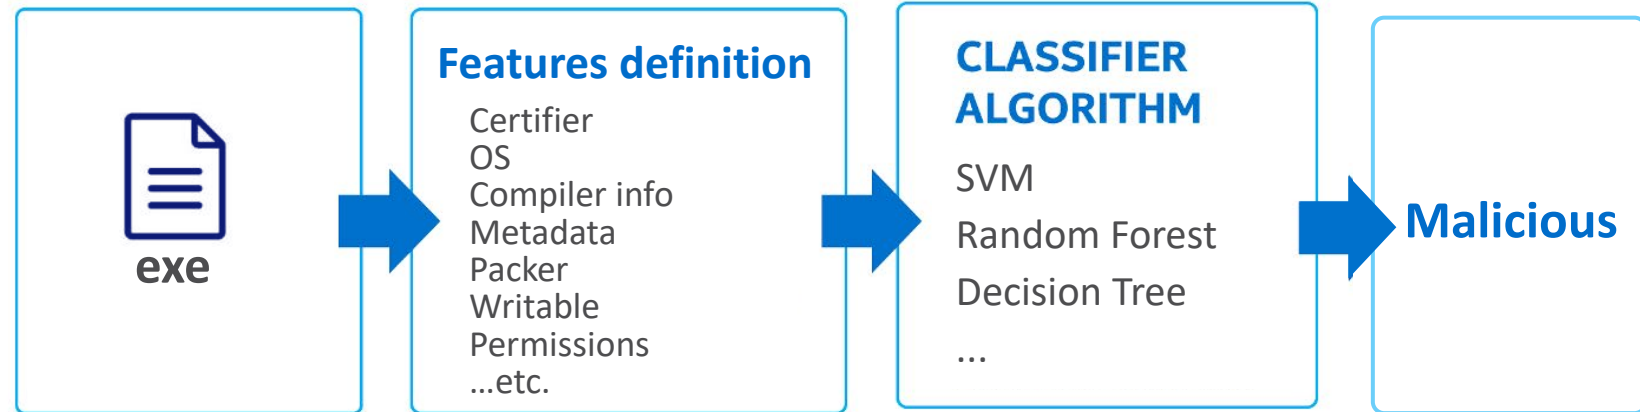 exe
Features definition
Certifier
OS
Compiler info
Metadata
Packer
Writable
Permissions
...etc.
CLASSIFIER
ALGORITHM
SVM
Random Forest
Decision Tree
...
Malicious